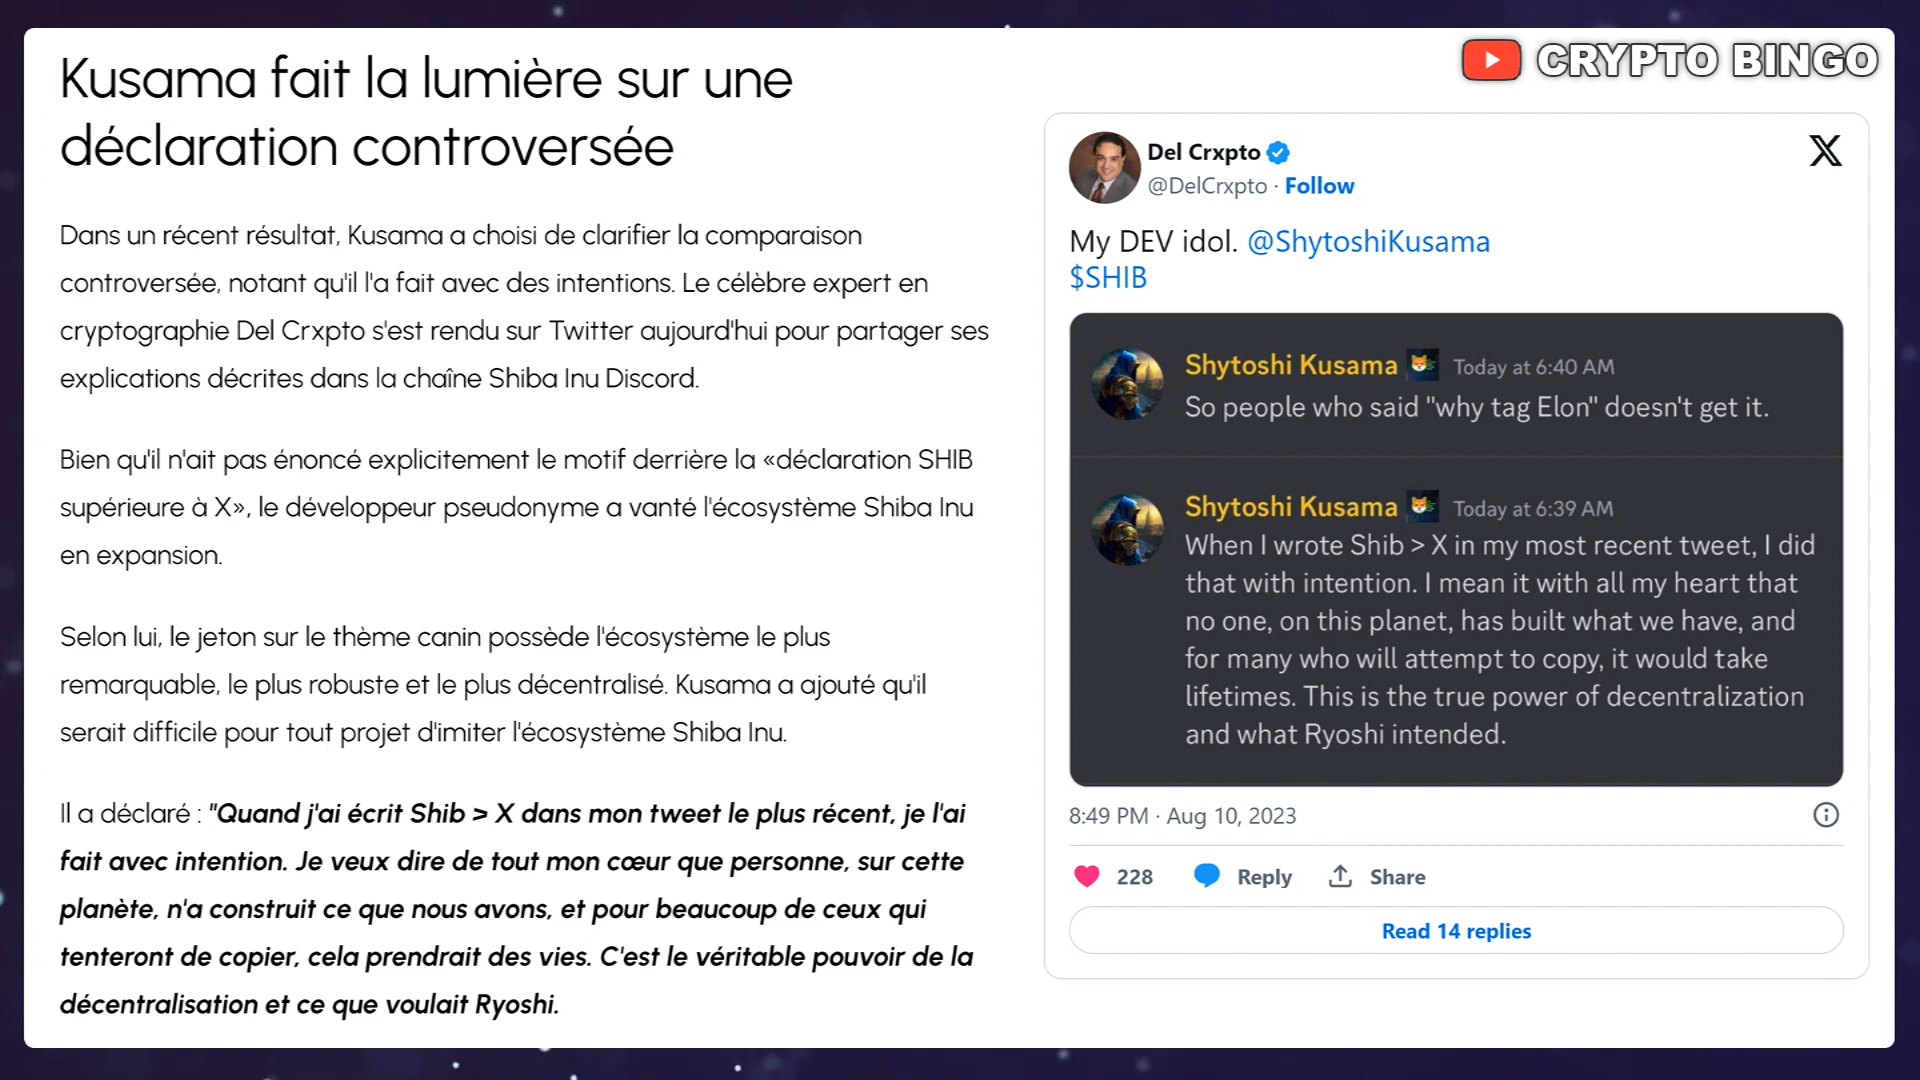 Kusama fait la lumière sur une
déclaration controversée
Dans un récent résultat, Kusama a choisi de clarifier la comparaison
controversée, notant qu'il l'a fait avec des intentions. Le célèbre expert en
cryptographie Del Crxpto s'est rendu sur Twitter aujourd'hui pour partager ses
explications décrites dans la chaîne Shiba Inu Discord.
Bien qu'il n'ait pas énoncé explicitement le motif derrière la «déclaration SHIB
supérieure à X», le développeur pseudonyme a vanté l'écosystème Shiba Inu
en expansion.
Selon lui, le jeton sur le thème canin possède l'écosystème le plus
remarquable, le plus robuste et le plus décentralisé. Kusama a ajouté qu'il
serait difficile pour tout projet d'imiter l'écosystème Shiba Inu.
Il a déclaré : "Quand j'ai écrit Shib > X dans mon tweet le plus récent, je l'ai
fait avec intention. Je veux dire de tout mon cœur que personne, sur cette
planète, n'a construit ce que nous avons, et pour beaucoup de ceux qui
tenteront de copier, cela prendrait des vies. C'est le véritable pouvoir de la
décentralisation et ce que voulait Ryoshi.
CRYPTO BINGO
Del Crxpto
@DelCrxpto · Follow
My DEV idol. @ShytoshiKusama
$SHIB
Shytoshi Kusama Today at 6:40 AM
So people who said "why tag Elon" doesn't get it.
Shytoshi Kusama Today at 6:39 AM
When I wrote Shib > X in my most recent tweet, I did
that with intention. I mean it with all my heart that
no one, on this planet, has built what we have, and
for many who will attempt to copy, it would take
lifetimes. This is the true power of decentralization
and what Ryoshi intended.
8:49 PM · Aug 10, 2023
228 Reply Share
Read 14 replies